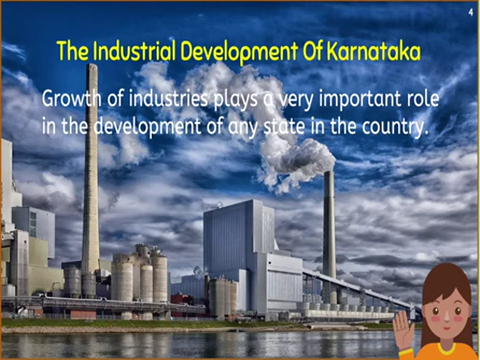 4
The Industrial Development Of Karnataka
Growth of industries plays a very important role
in the development of any state in the country.